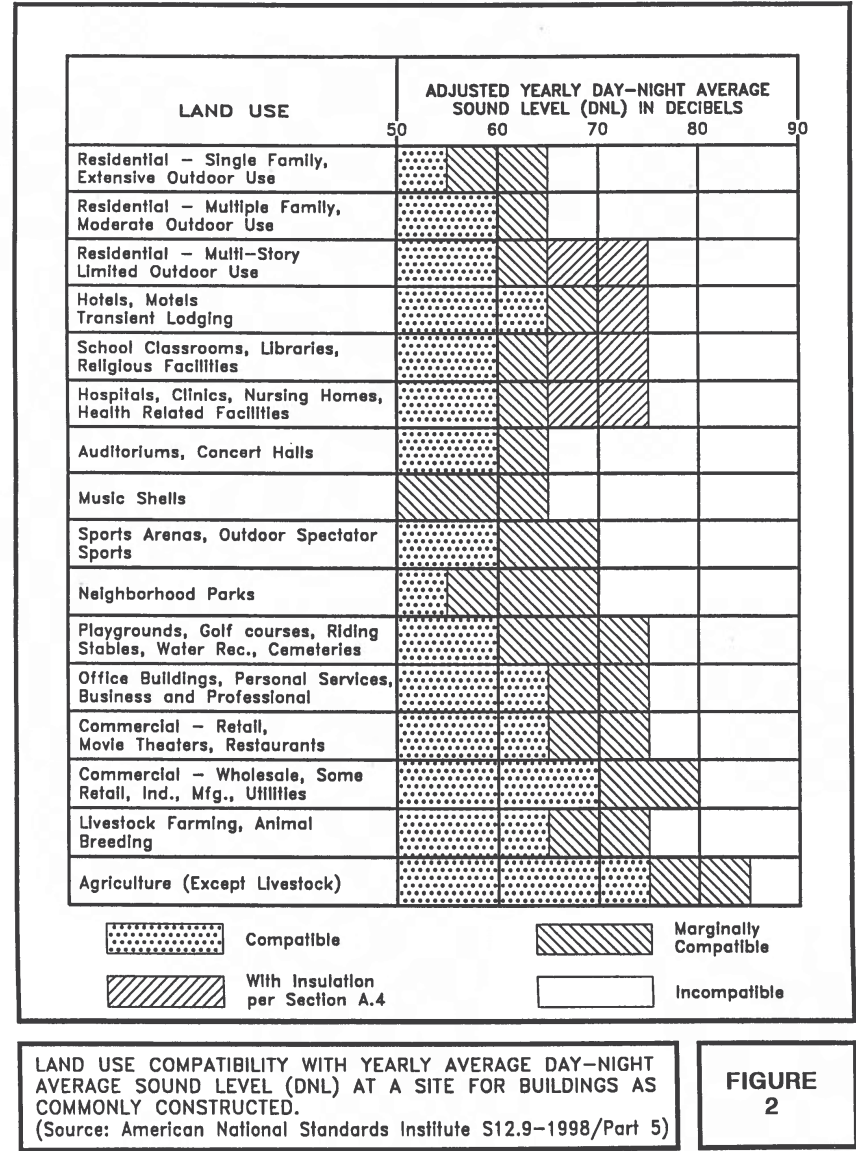 LAND USE
ADJUSTED YEARLY DAY-NIGHT AVERAGE
SOUND LEVEL (DNL) IN DECIBELS
50 60 70 80 90
Residential – Single Family,
Extensive Outdoor Use
Residential – Multiple Family,
Moderate Outdoor Use
Residential – Multi-Story
Limited Outdoor Use
Hotels, Motels
Transient Lodging
School Classrooms, Libraries,
Religious Facilities
Hospitals, Clinics, Nursing Homes,
Health Related Facilities
Auditoriums, Concert Halls
Music Shells
Sports Arenas, Outdoor Spectator
Sports
Neighborhood Parks
Playgrounds, Golf courses, Riding
Stables, Water Rec., Cemeteries
Office Buildings, Personal Services,
Business and Professional
Commercial – Retail,
Movie Theaters, Restaurants
Commercial – Wholesale, Some
Retail, Ind., Mfg., Utilities
Livestock Farming, Animal
Breeding
Agriculture (Except Livestock)
Compatible
Marginally
Compatible
With Insulation
per Section A.4
Incompatible
LAND USE COMPATIBILITY WITH YEARLY AVERAGE DAY-NIGHT
AVERAGE SOUND LEVEL (DNL) AT A SITE FOR BUILDINGS AS
COMMONLY CONSTRUCTED.
(Source: American National Standards Institute S12.9-1998/Part 5)
FIGURE
2